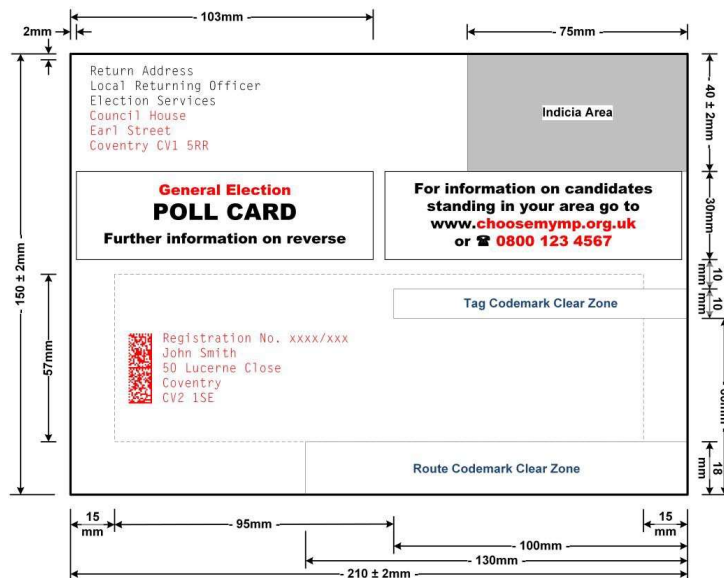 103mm
2mm
75mm
Return Address
Local Returning Officer
Election Services
Council House
Earl Street
Coventry CV1 5RR
Indicia Area
40 ± 2mm
General Election
POLL CARD
Further information on reverse
For information on candidates
standing in your area go to
www.choosemymp.org.uk
or ☎ 0800 123 4567
30mm
150 ± 2mm
10
mm
10
mm
Tag Codemark Clear Zone
57mm
Registration No. xxxx/xxx
John Smith
50 Lucerne Close
Coventry
CV2 1SE
Route Codemark Clear Zone
18
mm
15
mm
95mm
15
mm
100mm
130mm
210 ± 2mm